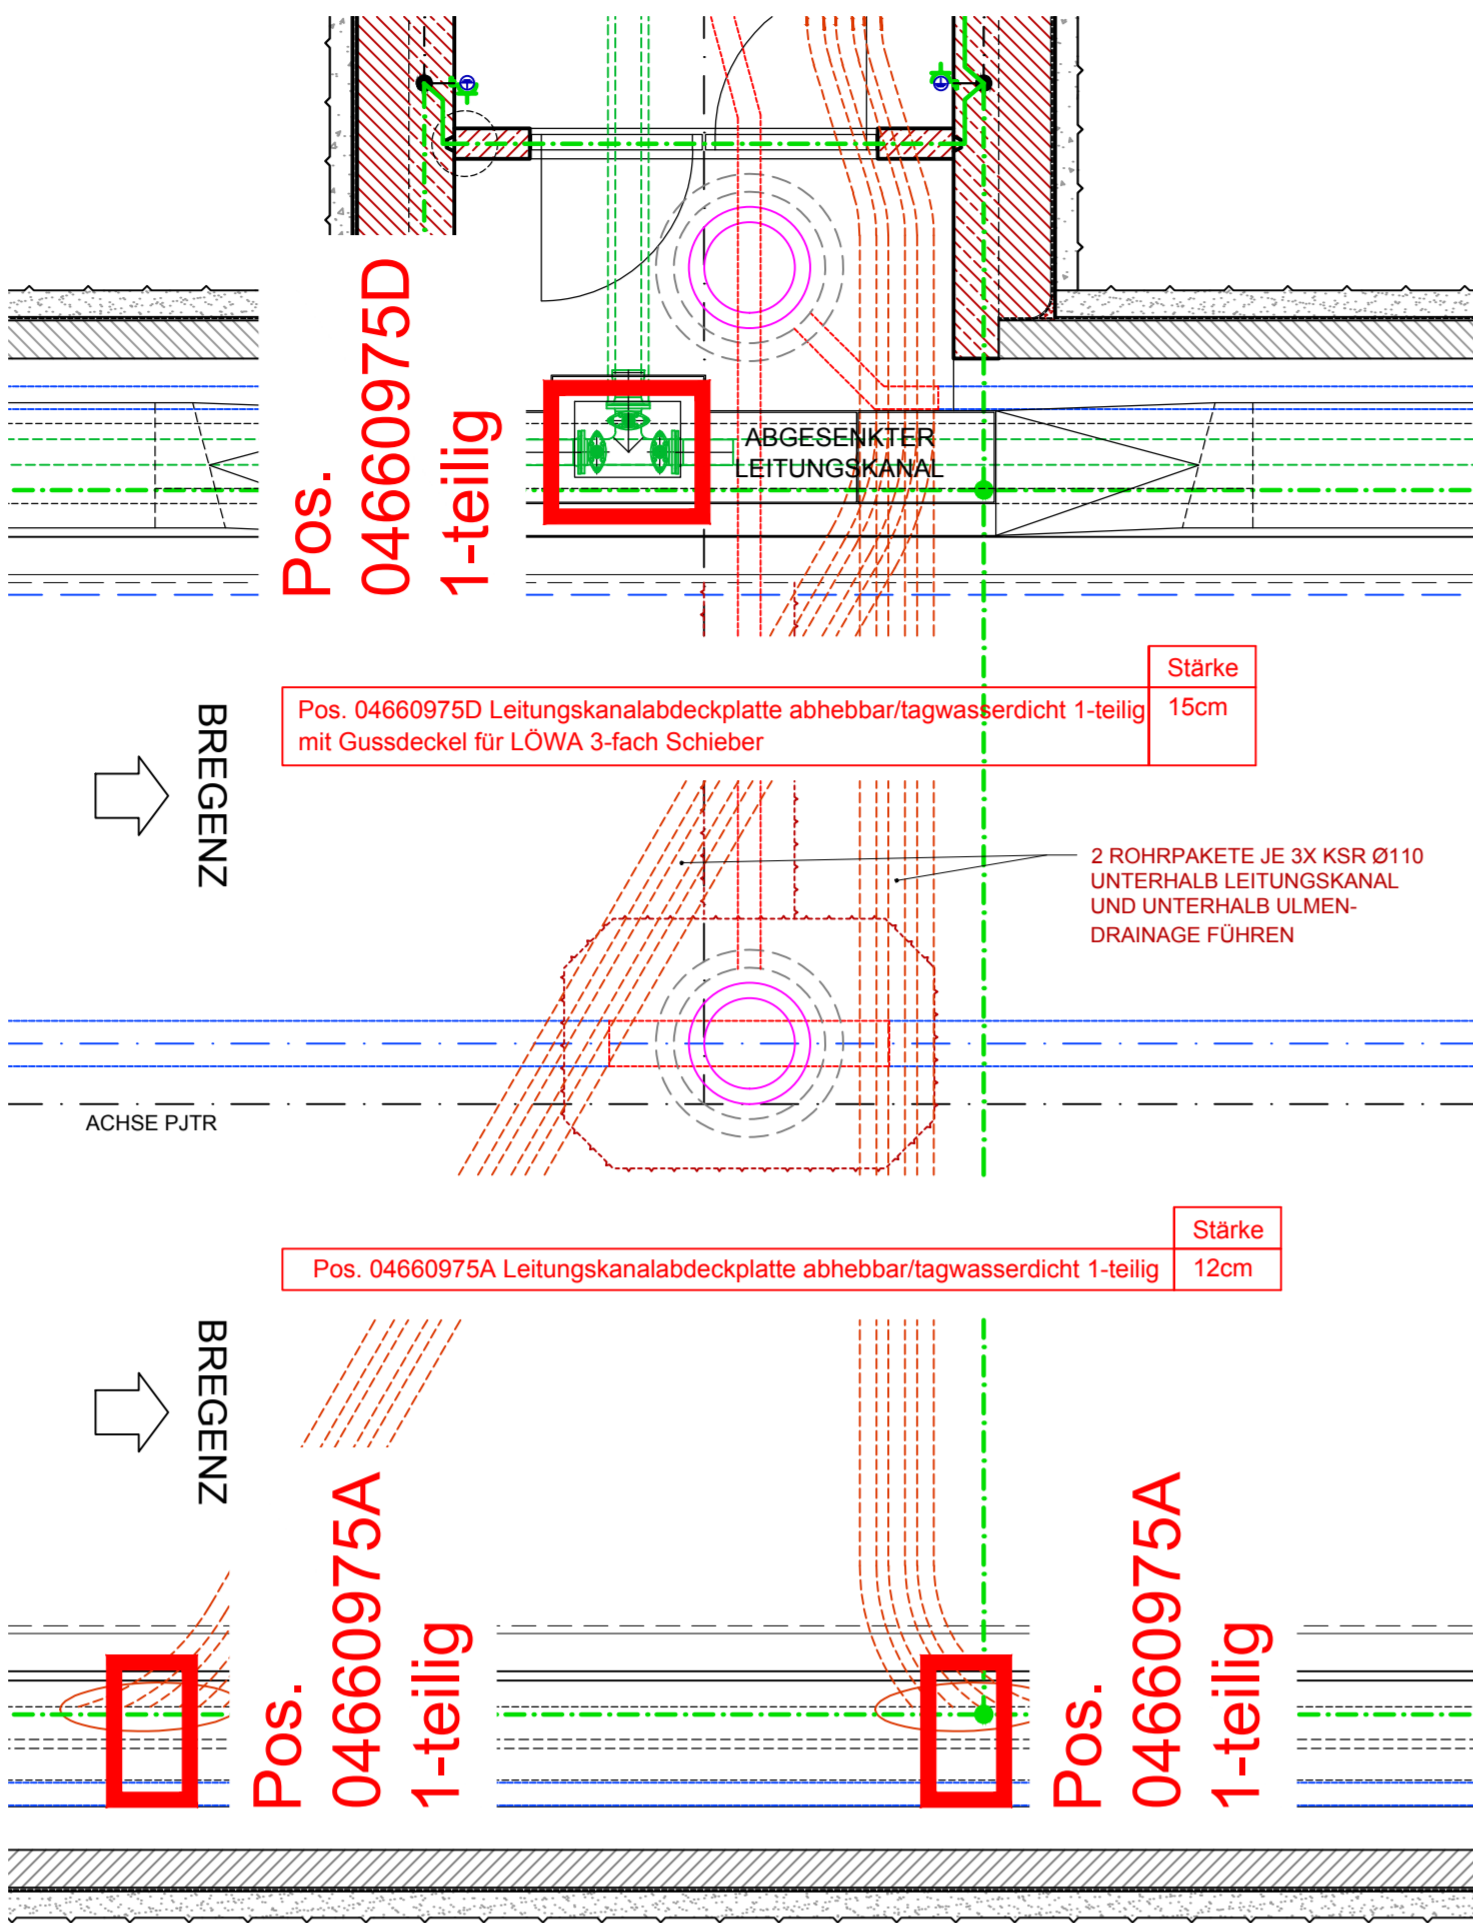 Pos.
04660975D
1-teilig
ABGESENKTER
LEITUNGSKANAL
Stärke
Pos. 04660975D Leitungskanalabdeckplatte abhebbar/tagwasserdicht 1-teilig
mit Gussdeckel für LÖWA 3-fach Schieber
15cm
BREGENZ
2 ROHRPAKETE JE 3X KSR Ø110
UNTERHALB LEITUNGSKANAL
UND UNTERHALB ULMEN-
DRAINAGE FÜHREN
ACHSE PJTR
Stärke
Pos. 04660975A Leitungskanalabdeckplatte abhebbar/tagwasserdicht 1-teilig
12cm
BREGENZ
Pos.
04660975A
1-teilig
Pos.
04660975A
1-teilig